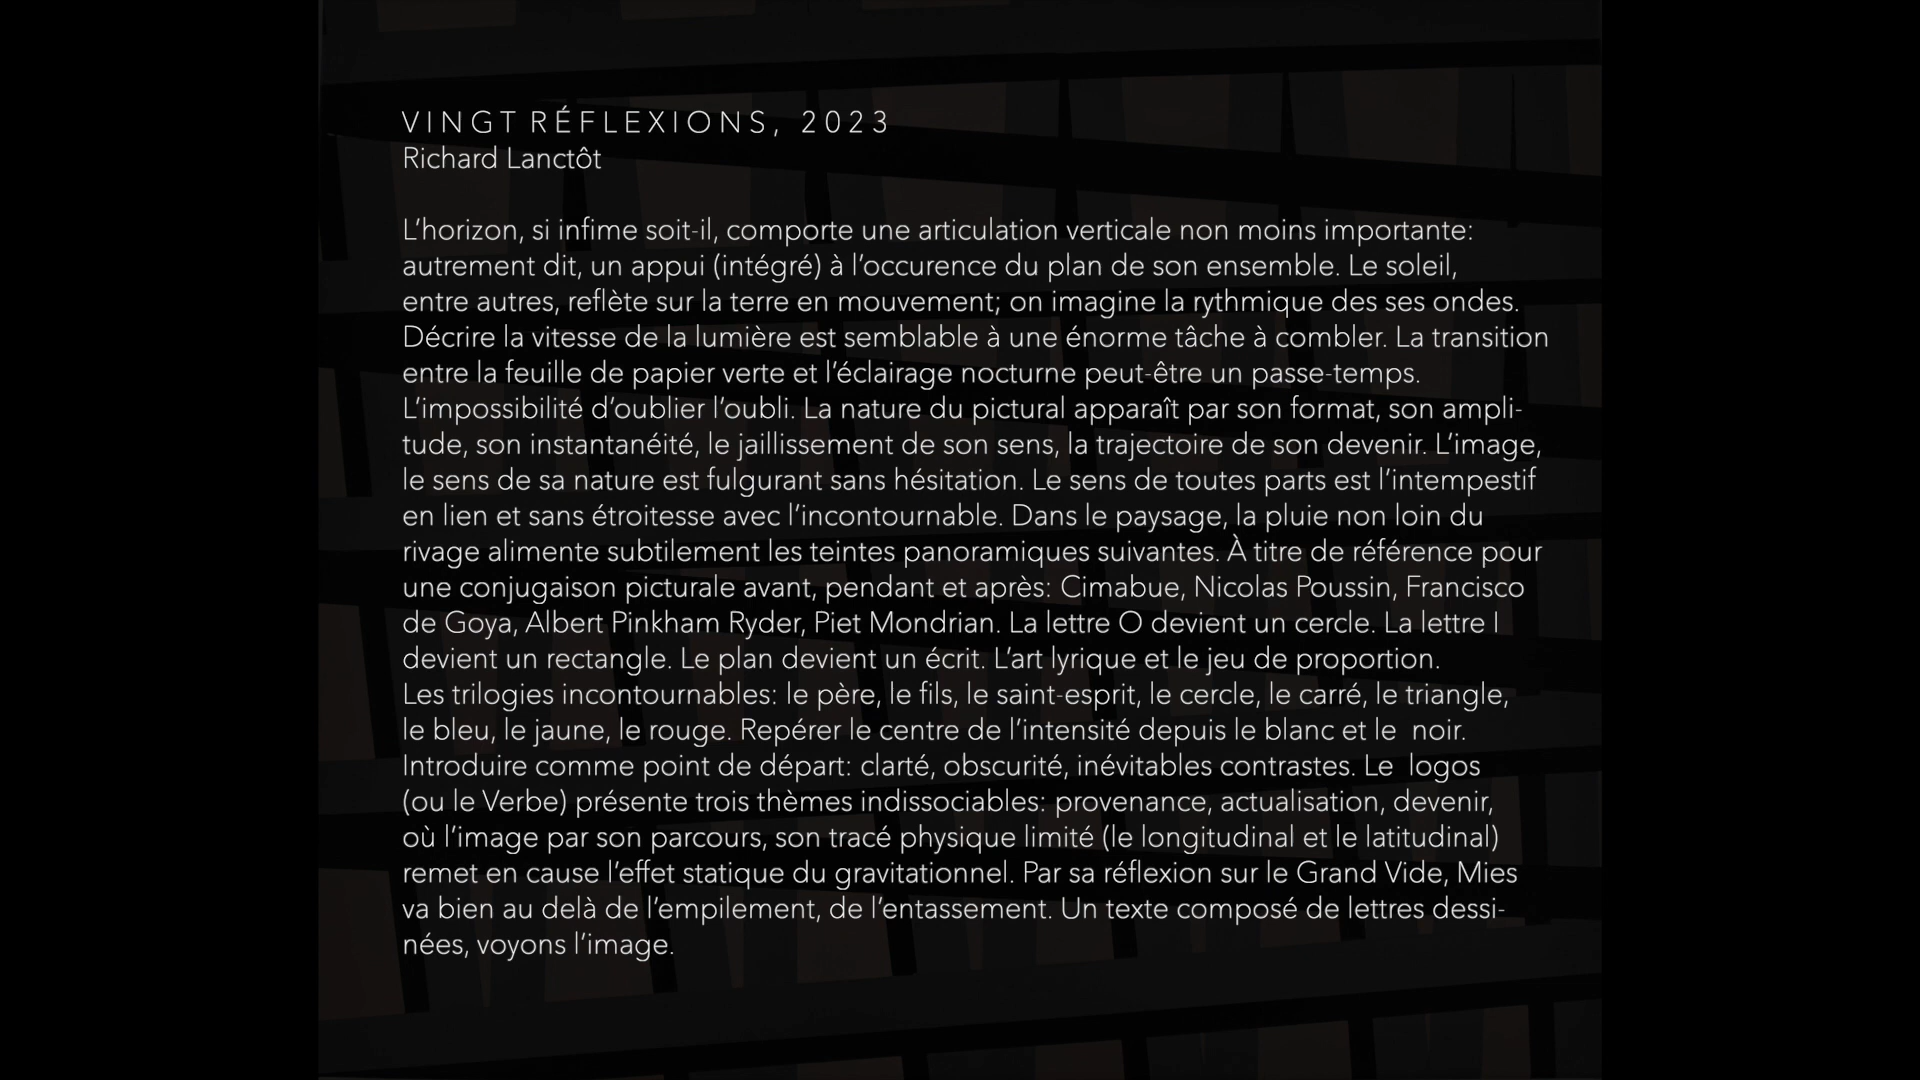 VINGT RÉFLEXIONS, 2023
Richard Lanctôt
L'horizon, si infime soit-il, comporte une articulation verticale non moins importante:
autrement dit, un appui (intégré) à l'occurence du plan de son ensemble. Le soleil,
entre autres, reflète sur la terre en mouvement; on imagine la rythmique des ses ondes.
Décrire la vitesse de la lumière est semblable à une énorme tâche à combler. La transition
entre la feuille de papier verte et l'éclairage nocturne peut-être un passe-temps.
L'impossibilité d'oublier l'oubli. La nature du pictural apparaît par son format, son ampli-
tude, son instantanéité, le jaillissement de son sens, la trajectoire de son devenir. L'image,
le sens de sa nature est fulgurant sans hésitation. Le sens de toutes parts est l'intempestif
en lien et sans étroitesse avec l'incontournable. Dans le paysage, la pluie non loin du
rivage alimente subtilement les teintes panoramiques suivantes. À titre de référence pour
une conjugaison picturale avant, pendant et après: Cimabue, Nicolas Poussin, Francisco
de Goya, Albert Pinkham Ryder, Piet Mondrian. La lettre O devient un cercle. La lettre I
devient un rectangle. Le plan devient un écrit. L'art lyrique et le jeu de proportion.
Les trilogies incontournables: le père, le fils, le saint-esprit, le cercle, le carré, le triangle,
le bleu, le jaune, le rouge. Repérer le centre de l'intensité depuis le blanc et le  noir.
Introduire comme point de départ: clarté, obscurité, inévitables contrastes. Le  logos
(ou le Verbe) présente trois thèmes indissociables: provenance, actualisation, devenir,
où l'image par son parcours, son tracé physique limité (le longitudinal et le latitudinal)
remet en cause l'effet statique du gravitationnel. Par sa réflexion sur le Grand Vide, Mies
va bien au delà de l'empilement, de l'entassement. Un texte composé de lettres dessi-
nées, voyons l'image.